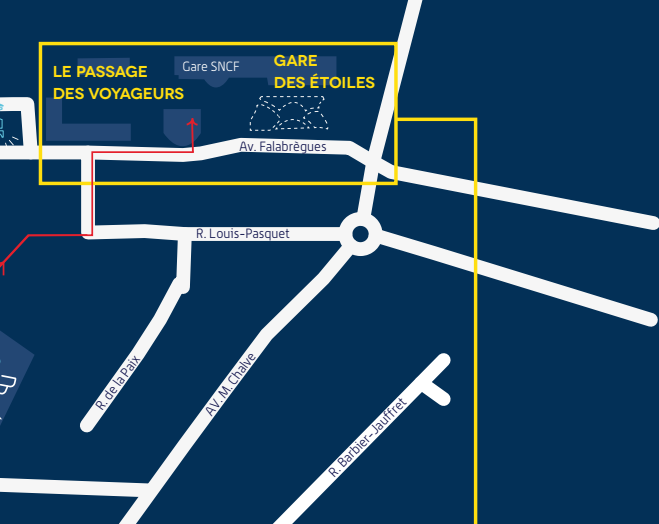 LE PASSAGE
DES VOYAGEURS
Gare SNCF
GARE
DES ÉTOILES
Av. Falabrègues
R. Louis-Pasquet
R. de la Paix
AV. M. Chalve
R. Barbier-Jauffret